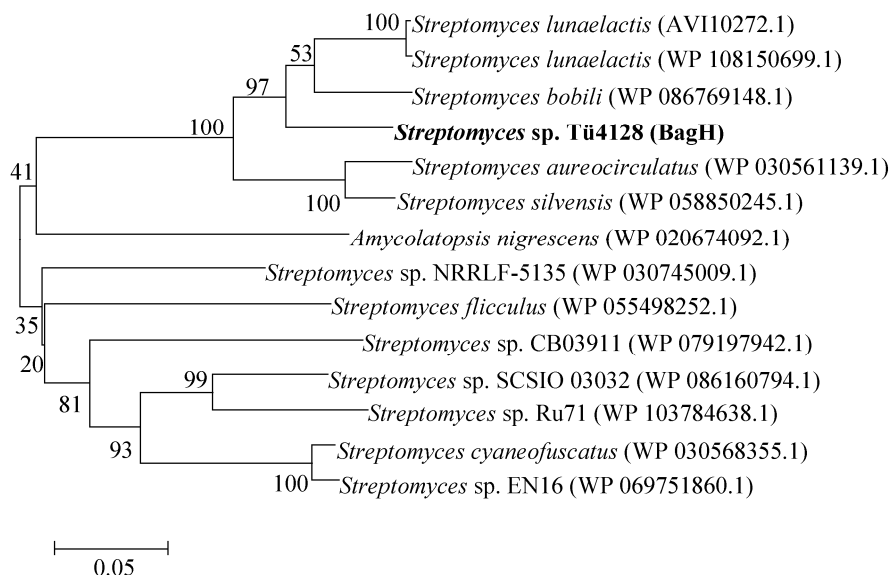 100 Streptomyces lunaelactis (AVI10272.1)
53
Streptomyces lunaelactis (WP 108150699.1)
97
Streptomyces bobili (WP 086769148.1)
100
Streptomyces sp. Tü4128 (BagH)
Streptomyces aureocirculatus (WP 030561139.1)
41
100
Streptomyces silvensis (WP 058850245.1)
Amycolatopsis nigrescens (WP 020674092.1)
Streptomyces sp. NRRLF-5135 (WP 030745009.1)
Streptomyces flicculus (WP 055498252.1)
35
Streptomyces sp. CB03911 (WP 079197942.1)
20
99
Streptomyces sp. SCSIO 03032 (WP 086160794.1)
81
Streptomyces sp. Ru71 (WP 103784638.1)
93
Streptomyces cyaneofuscatus (WP 030568355.1)
100
Streptomyces sp. EN16 (WP 069751860.1)
0.05